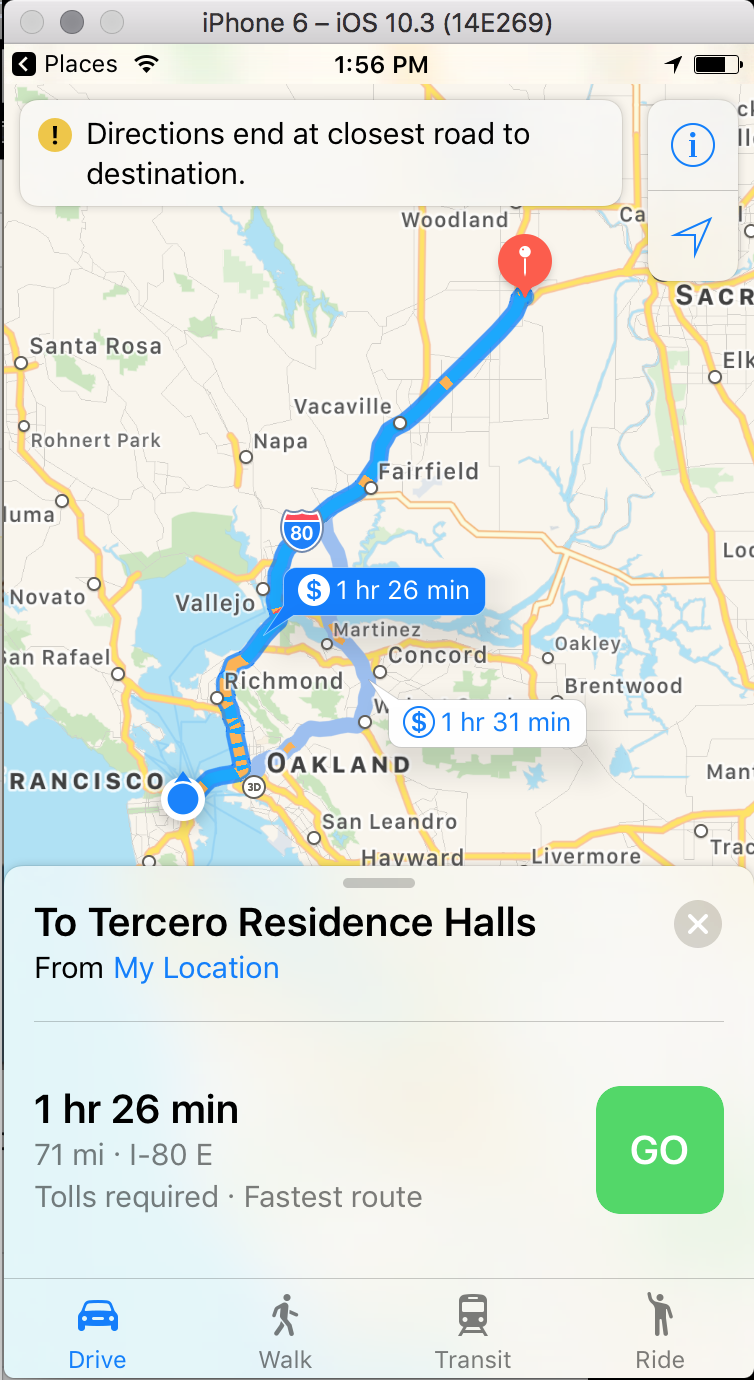 iPhone 6 – iOS 10.3 (14E269)
Places
1:56 PM
! Directions end at closest road to
destination.
i
Woodland
Ca
SACR
Santa Rosa
Elk
Vacaville
Rohnert Park
Napa
Fairfield
luma
80
Loc
$ 1 hr 26 min
Novato
Vallejo
Martinez
Oakley
San Rafael
Concord
Richmond
Brentwood
$ 1 hr 31 min
OAKLAND
RANCISCO
Mant
3D
San Leandro
Trac
Hayward
Livermore
To Tercero Residence Halls
From My Location
1 hr 26 min
71 mi · I-80 E
Tolls required · Fastest route
GO
Drive
Walk
Transit
Ride